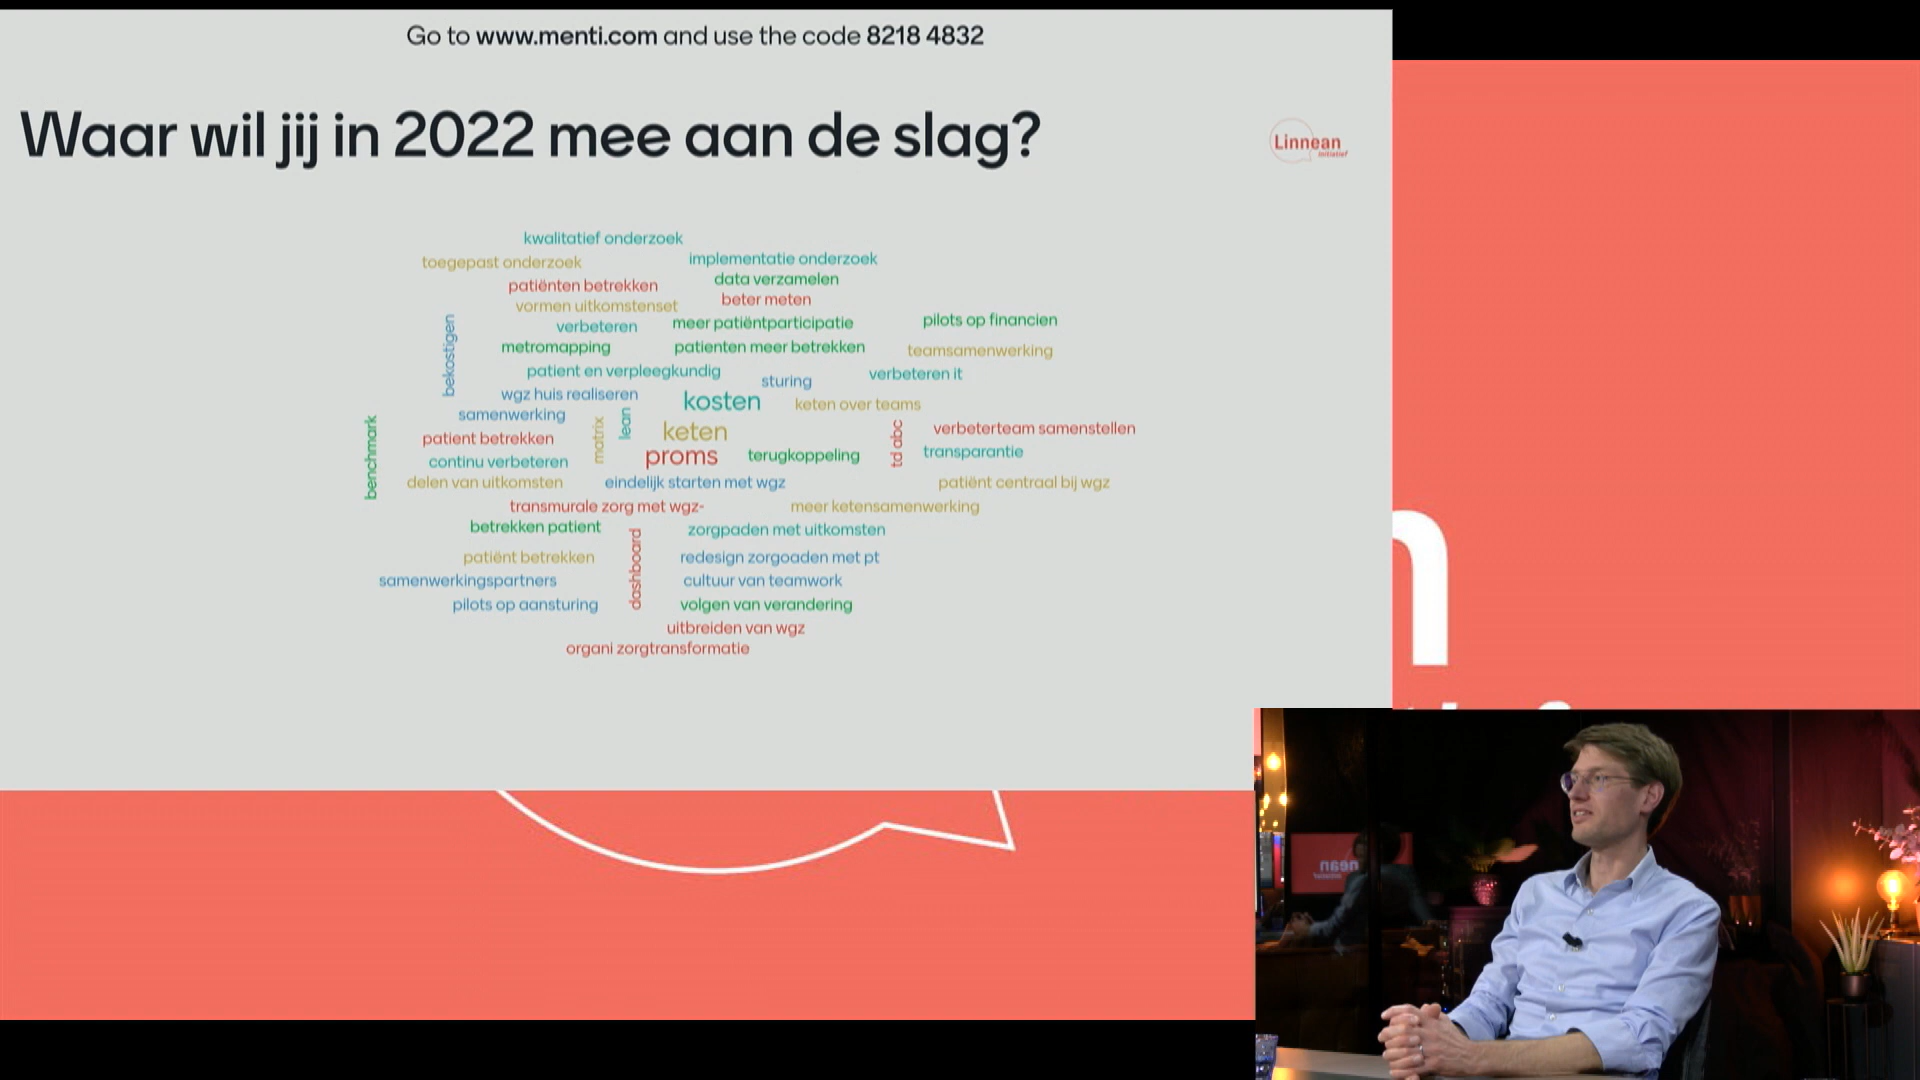 Go to www.menti.com and use the code 8218 4832
Waar wil jij in 2022 mee aan de slag?
Linnean
initiatief
kwalitatief onderzoek
toegepast onderzoek
implementatie onderzoek
patiënten betrekken
data verzamelen
vormen uitkomstenset
beter meten
bekostigen
verbeteren
meer patiëntparticipatie
pilots op financien
metromapping
patienten meer betrekken
teamsamenwerking
patient en verpleegkundig
sturing
verbeteren it
wgz huis realiseren
kosten
keten over teams
samenwerking
matrix
lean
keten
td abc
verbeterteam samenstellen
benchmark
patient betrekken
proms
terugkoppeling
transparantie
continu verbeteren
delen van uitkomsten
eindelijk starten met wgz
patiënt centraal bij wgz
transmurale zorg met wgz-
meer ketensamenwerking
betrekken patient
dashboard
zorgpaden met uitkomsten
patiënt betrekken
redesign zorgoaden met pt
samenwerkingspartners
cultuur van teamwork
pilots op aansturing
volgen van verandering
uitbreiden van wgz
organi zorgtransformatie
n